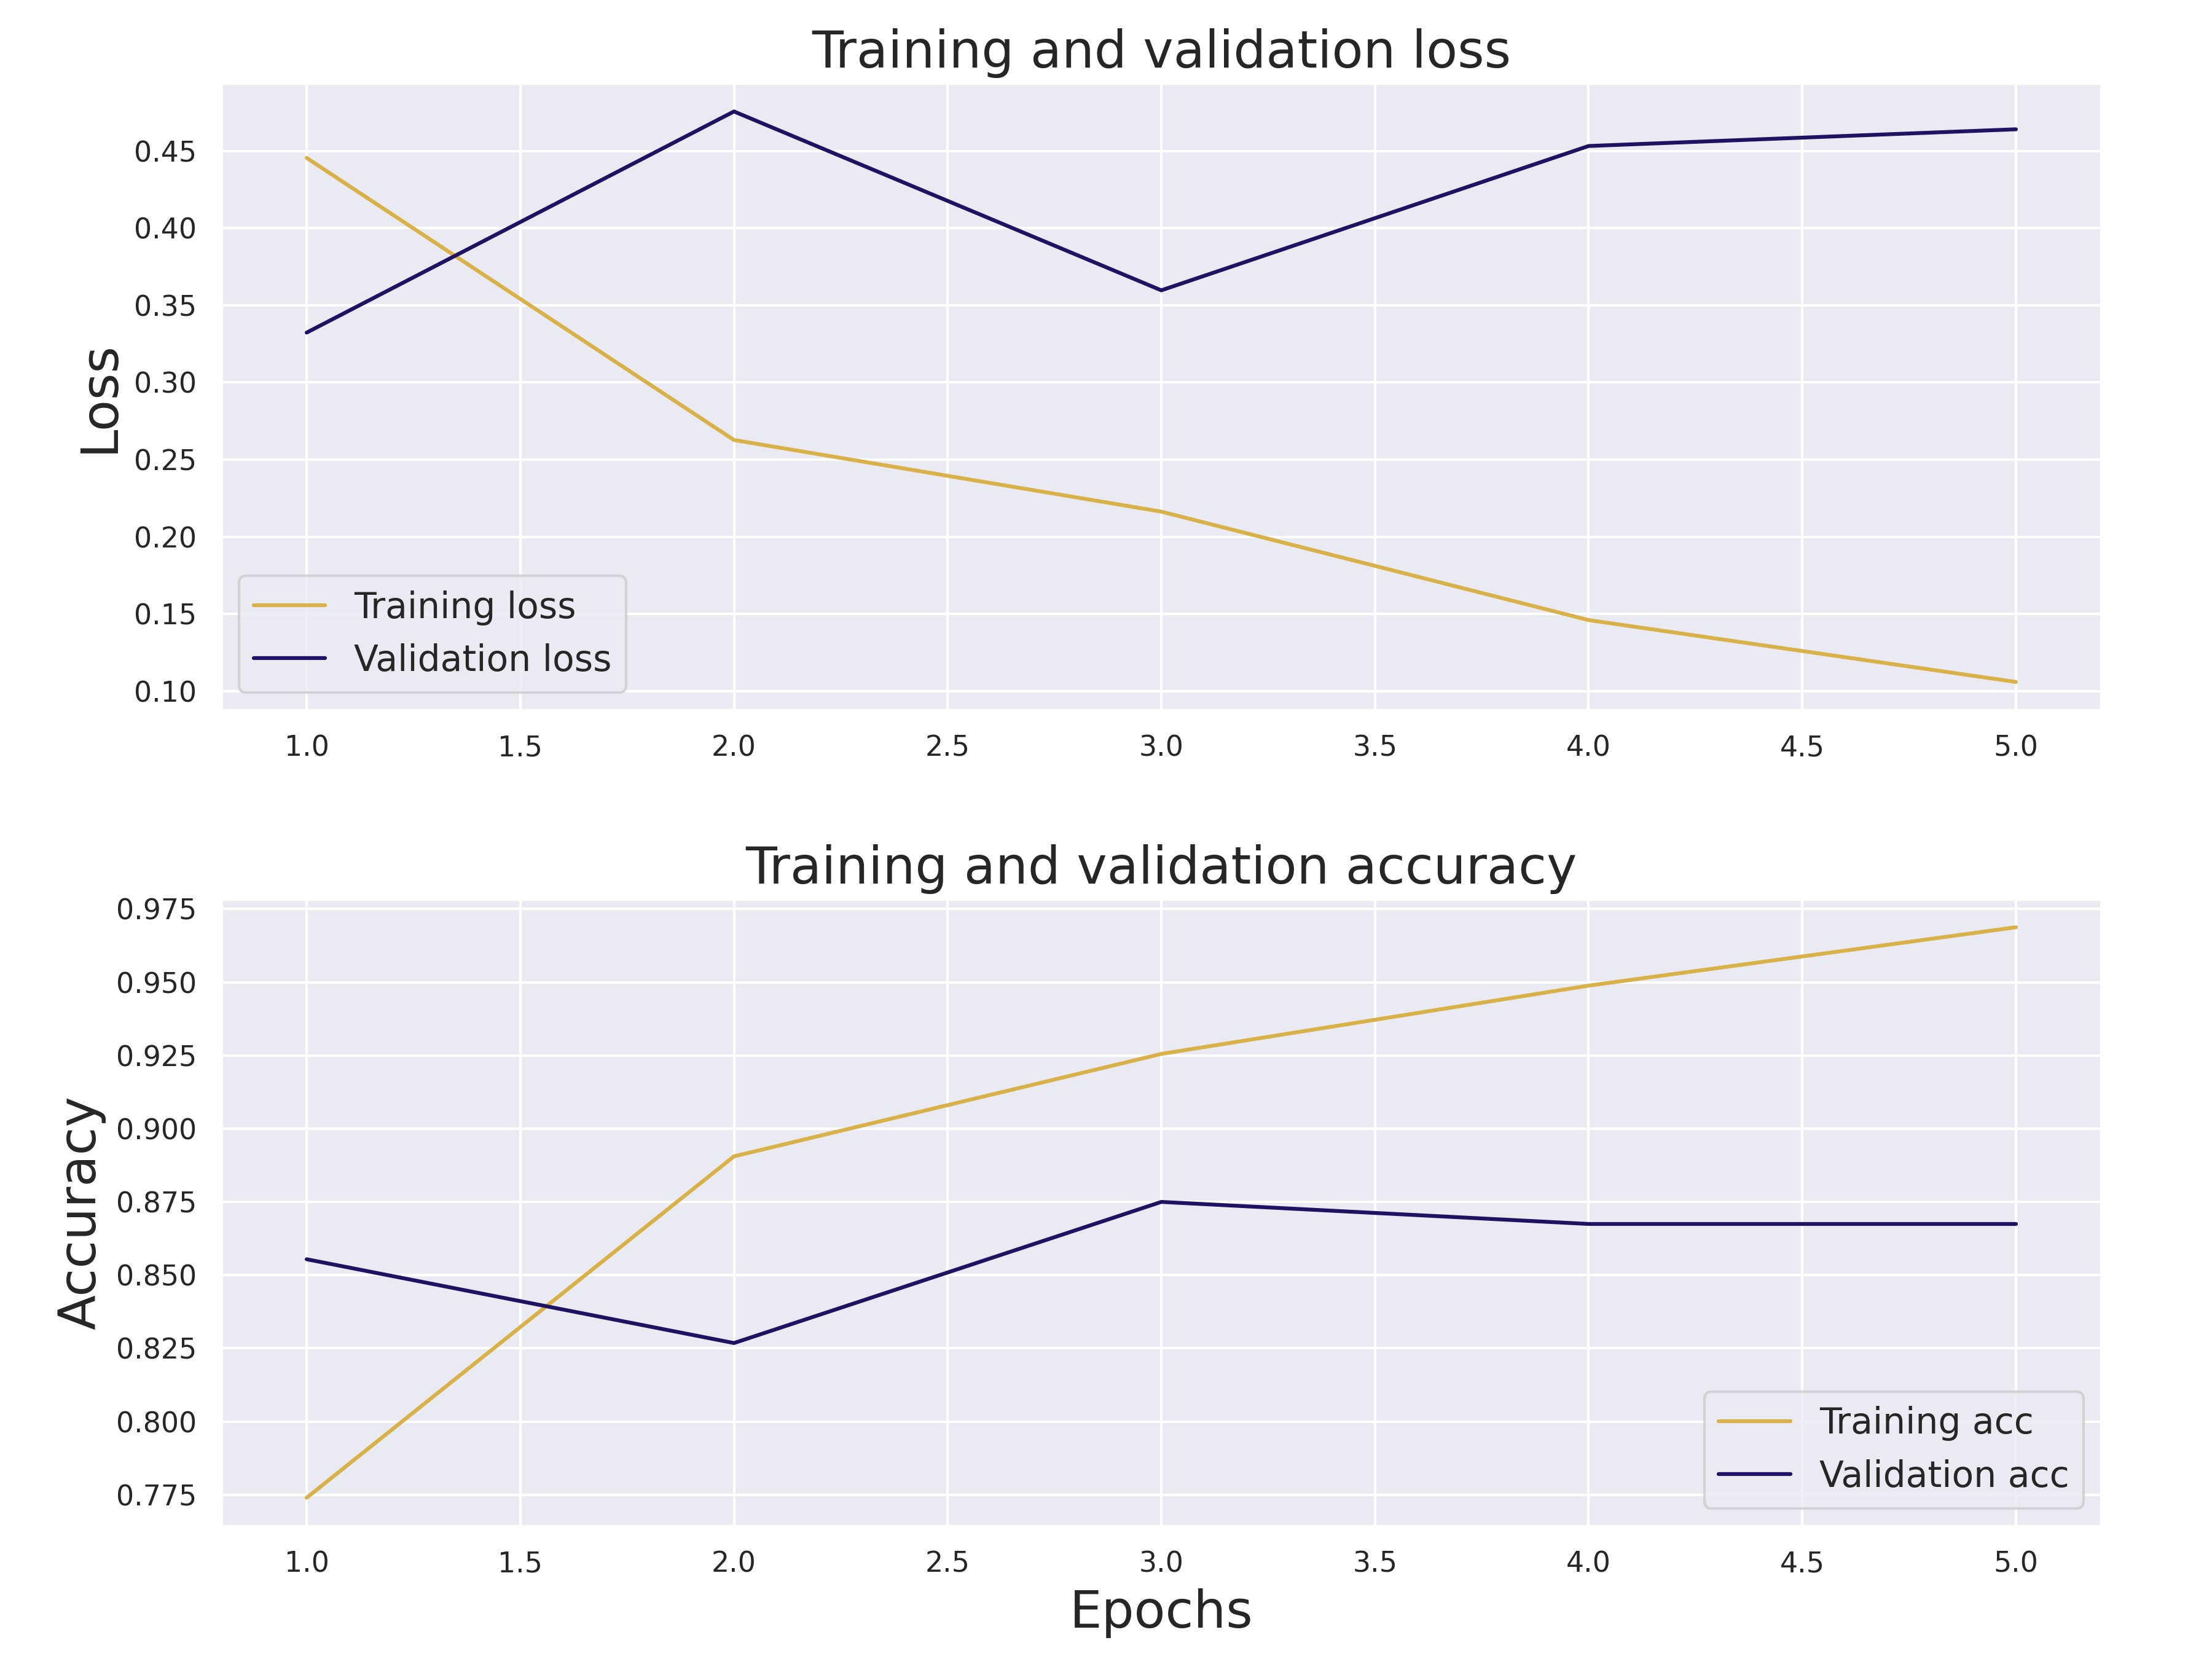 Training and validation loss
0.45
0.40
0.35
0.30
0.25
0.20
0.15
0.10
Loss
Training loss
Validation loss
1.0 1.5 2.0 2.5 3.0 3.5 4.0 4.5 5.0
Training and validation accuracy
0.975
0.950
0.925
0.900
0.875
0.850
0.825
0.800
0.775
Accuracy
Training acc
Validation acc
1.0 1.5 2.0 2.5 3.0 3.5 4.0 4.5 5.0
Epochs